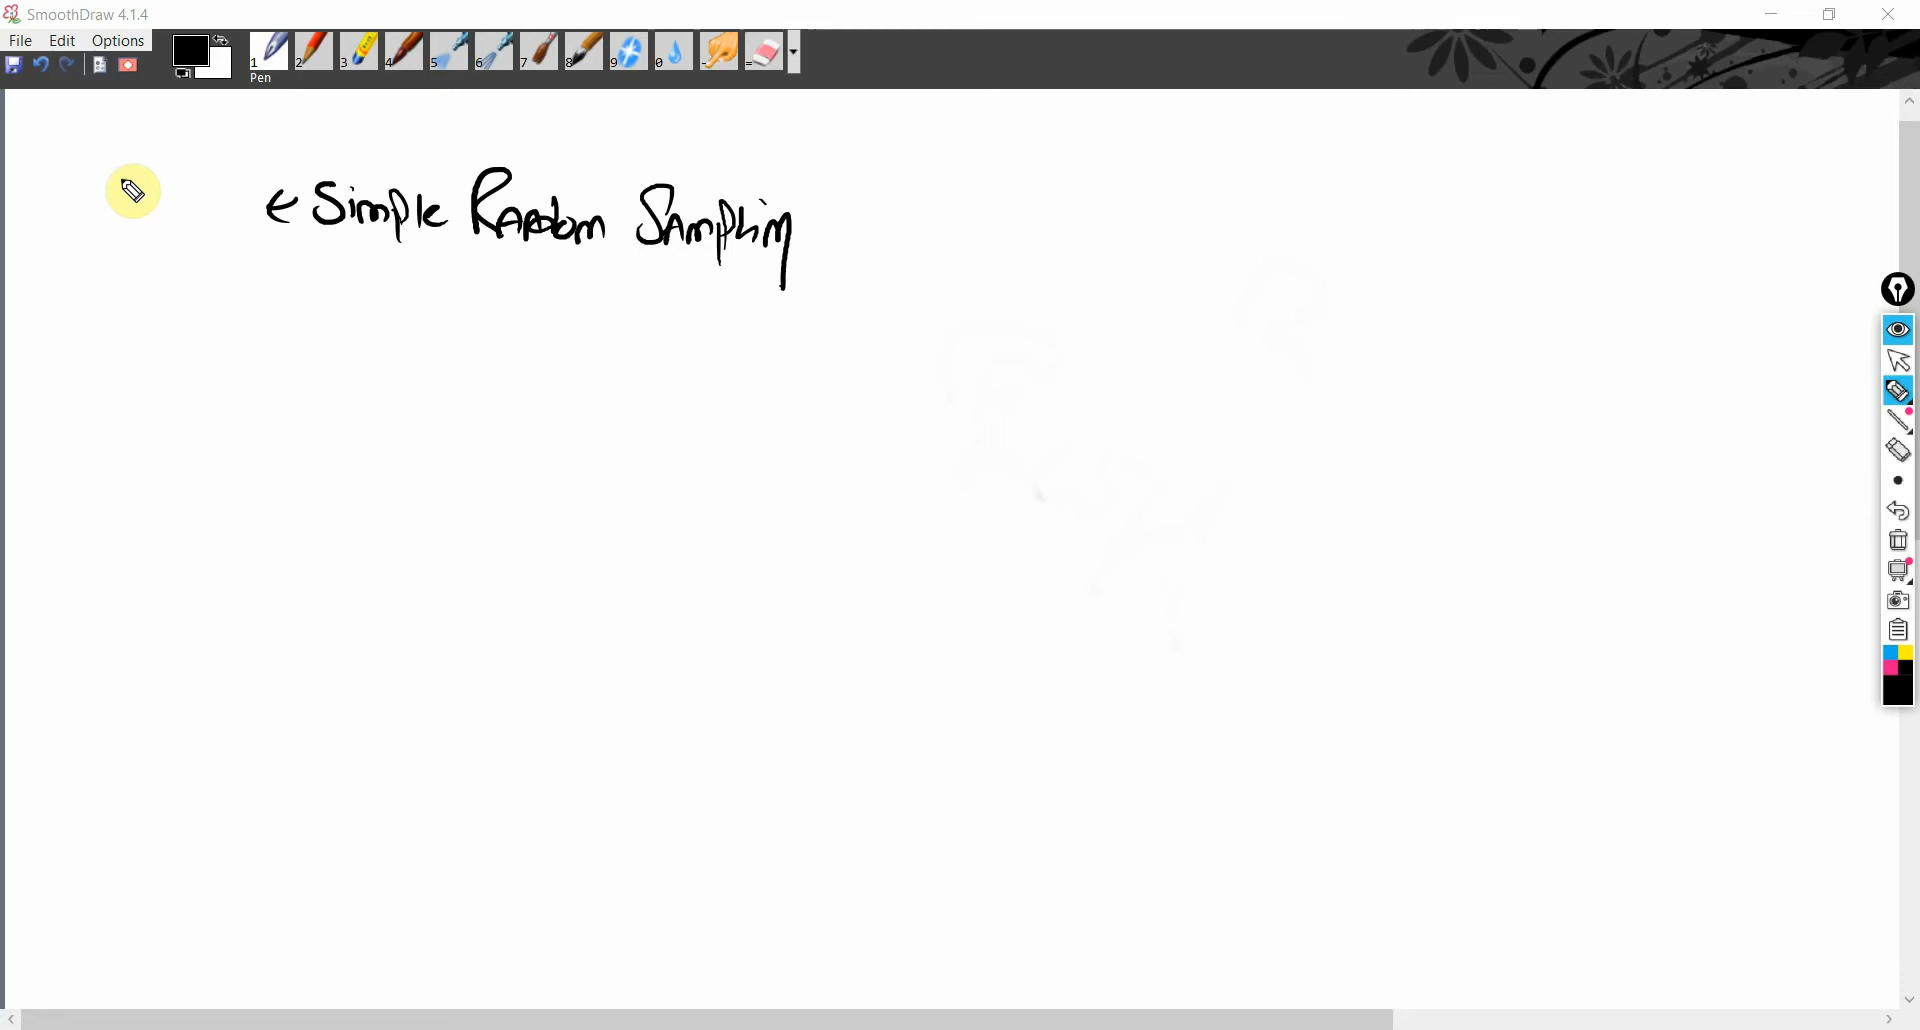 SmoothDraw 4.1.4
File Edit Options
1 2 3 4 5 6 7 8 9 0 - =
Pen
← Simple Random Sampling